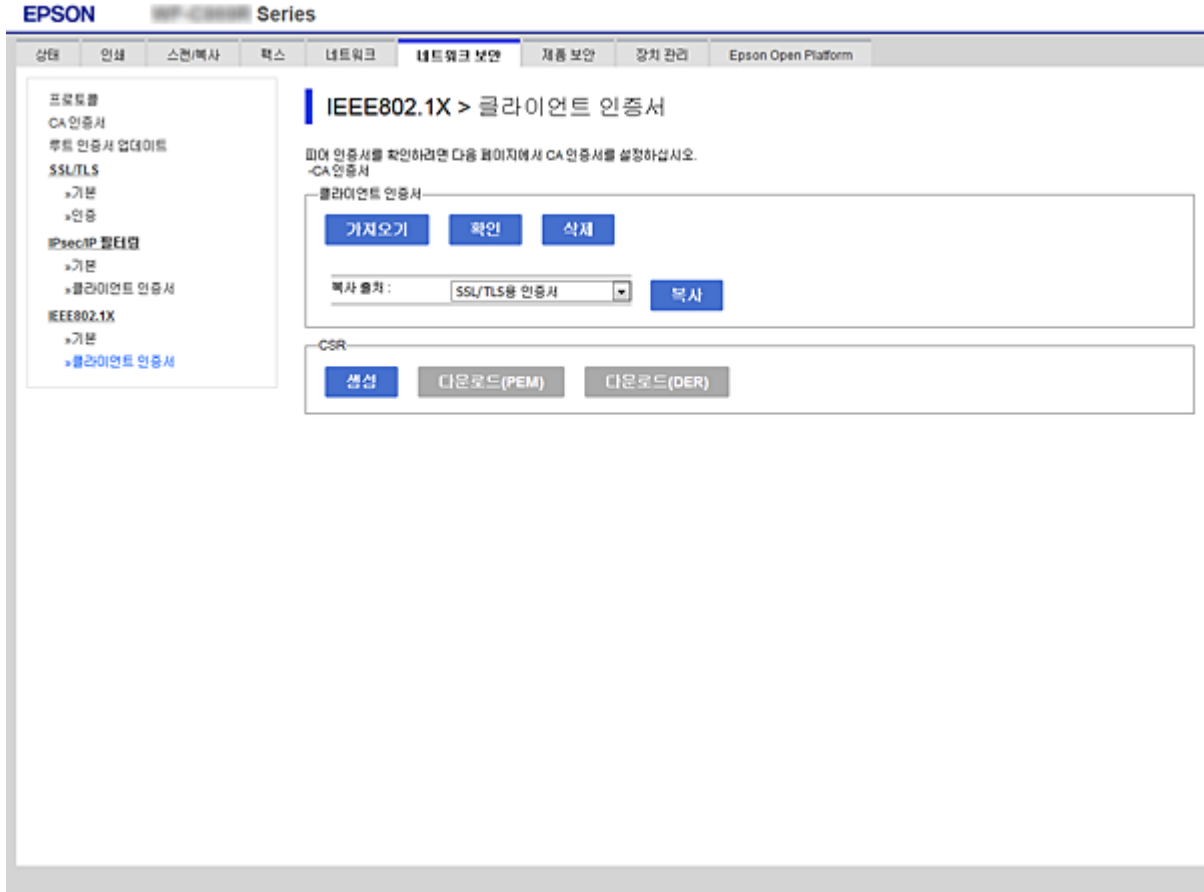 EPSON Series
상태 인쇄 스캔/복사 팩스 네트워크 네트워크 보안 제품 보안 장치 관리 Epson Open Platform
프로토콜
CA 인증서
루트 인증서 업데이트
SSL/TLS
»기본
»인증
IPsec/IP 필터링
»기본
»클라이언트 인증서
IEEE802.1X
»기본
»클라이언트 인증서
IEEE802.1X > 클라이언트 인증서
피어 인증서를 확인하려면 다음 페이지에서 CA 인증서를 설정하십시오.
-CA 인증서
클라이언트 인증서
가져오기 확인 삭제
복사 출처 : SSL/TLS용 인증서 복사
CSR
생성 다운로드(PEM) 다운로드(DER)